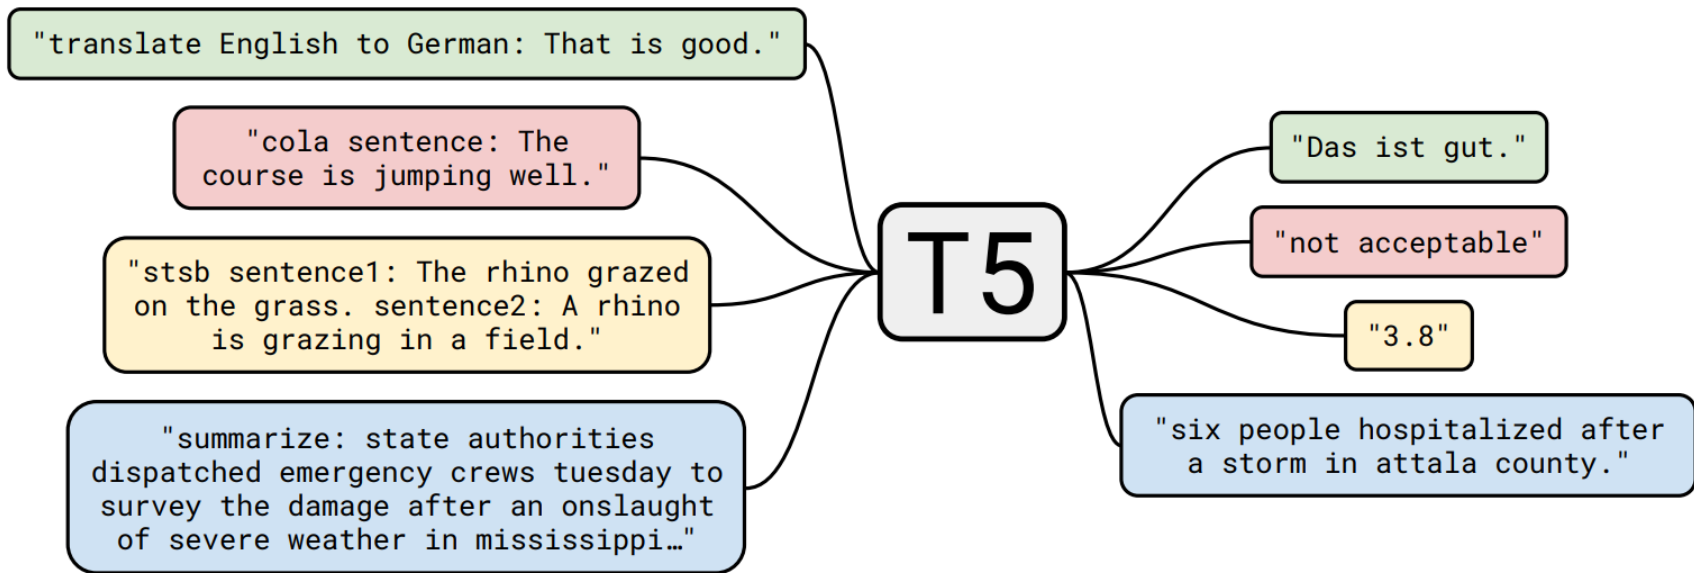 "translate English to German: That is good."
"cola sentence: The
course is jumping well."
"stsb sentence1: The rhino grazed
on the grass. sentence2: A rhino
is grazing in a field."
"summarize: state authorities
dispatched emergency crews tuesday to
survey the damage after an onslaught
of severe weather in mississippi…"
T5
"Das ist gut."
"not acceptable"
"3.8"
"six people hospitalized after
a storm in attala county."